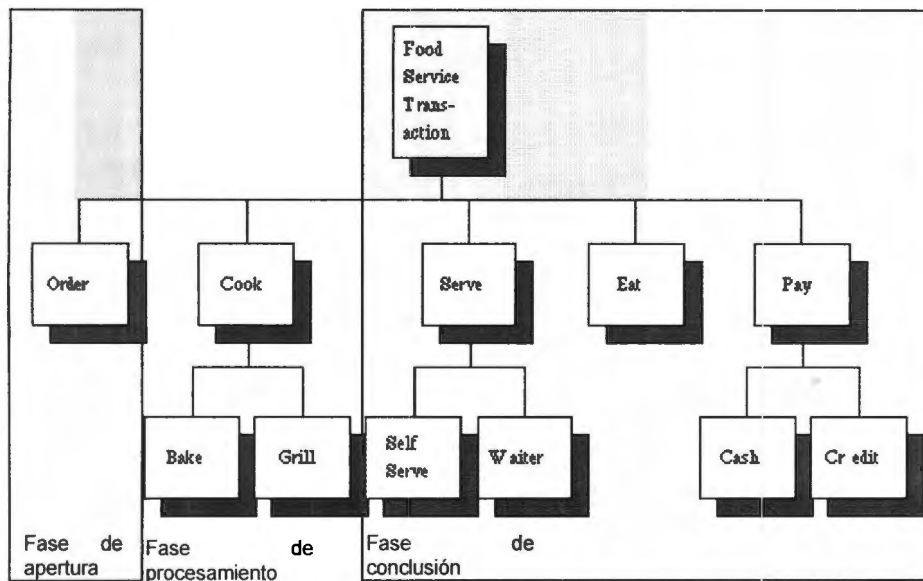 Food
Service
Trans-
action
Order
Cook
Serve
Eat
Pay
Bake
Grill
Self
Serve
Waiter
Cash
Credit
Fase de
apertura
Fase de
procesamiento
Fase de
conclusión